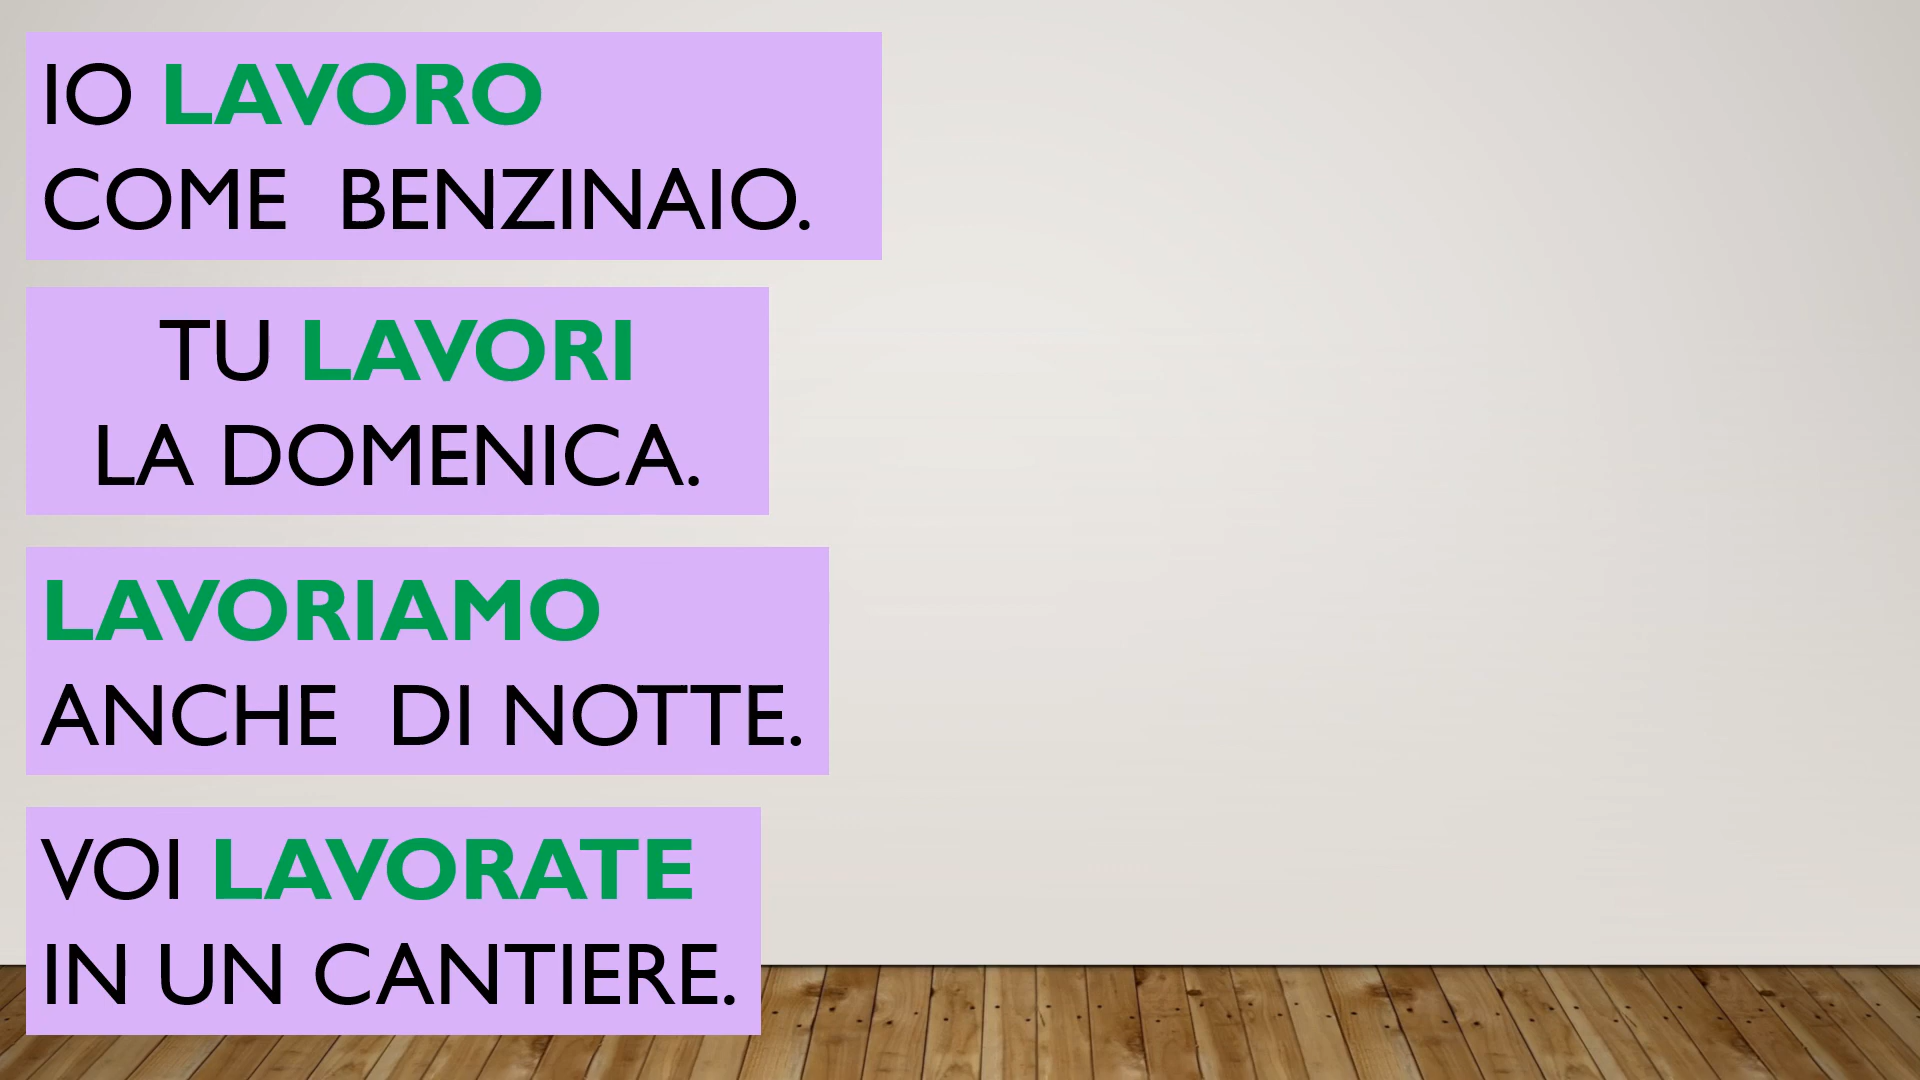 IO LAVORO
COME BENZINAIO.
TU LAVORI
LA DOMENICA.
LAVORIAMO
ANCHE DI NOTTE.
VOI LAVORATE
IN UN CANTIERE.